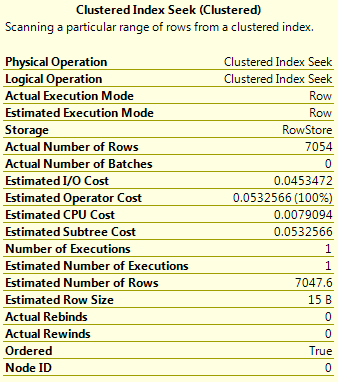 Clustered Index Seek (Clustered)
Scanning a particular range of rows from a clustered index.
Physical Operation Clustered Index Seek
Logical Operation Clustered Index Seek
Actual Execution Mode Row
Estimated Execution Mode Row
Storage RowStore
Actual Number of Rows 7054
Actual Number of Batches 0
Estimated I/O Cost 0.0453472
Estimated Operator Cost 0.0532566 (100%)
Estimated CPU Cost 0.0079094
Estimated Subtree Cost 0.0532566
Number of Executions 1
Estimated Number of Executions 1
Estimated Number of Rows 7047.6
Estimated Row Size 15 B
Actual Rebinds 0
Actual Rewinds 0
Ordered True
Node ID 0